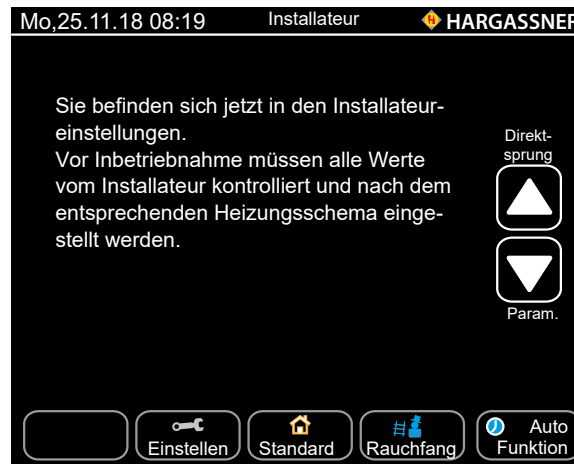 Mo,25.11.18 08:19 Installateur HARGASSNER
Sie befinden sich jetzt in den Installateur-
einstellungen.
Vor Inbetriebnahme müssen alle Werte
vom Installateur kontrolliert und nach dem
entsprechenden Heizungsschema einge-
stellt werden.
Direkt-
sprung
Param.
Einstellen
Standard
Rauchfang
Auto
Funktion